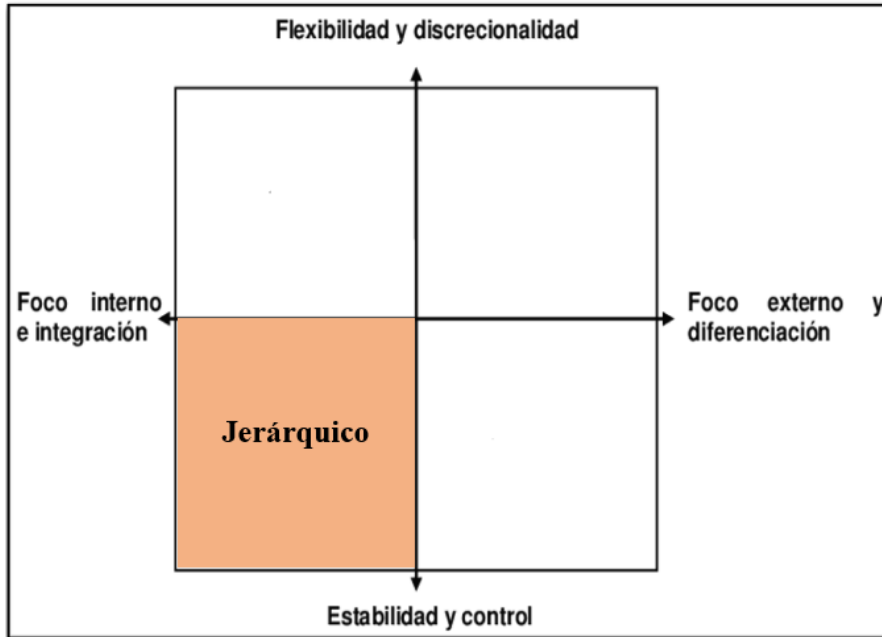 Flexibilidad y discrecionalidad
Foco interno
e integración
Foco externo y
diferenciación
Jerárquico
Estabilidad y control